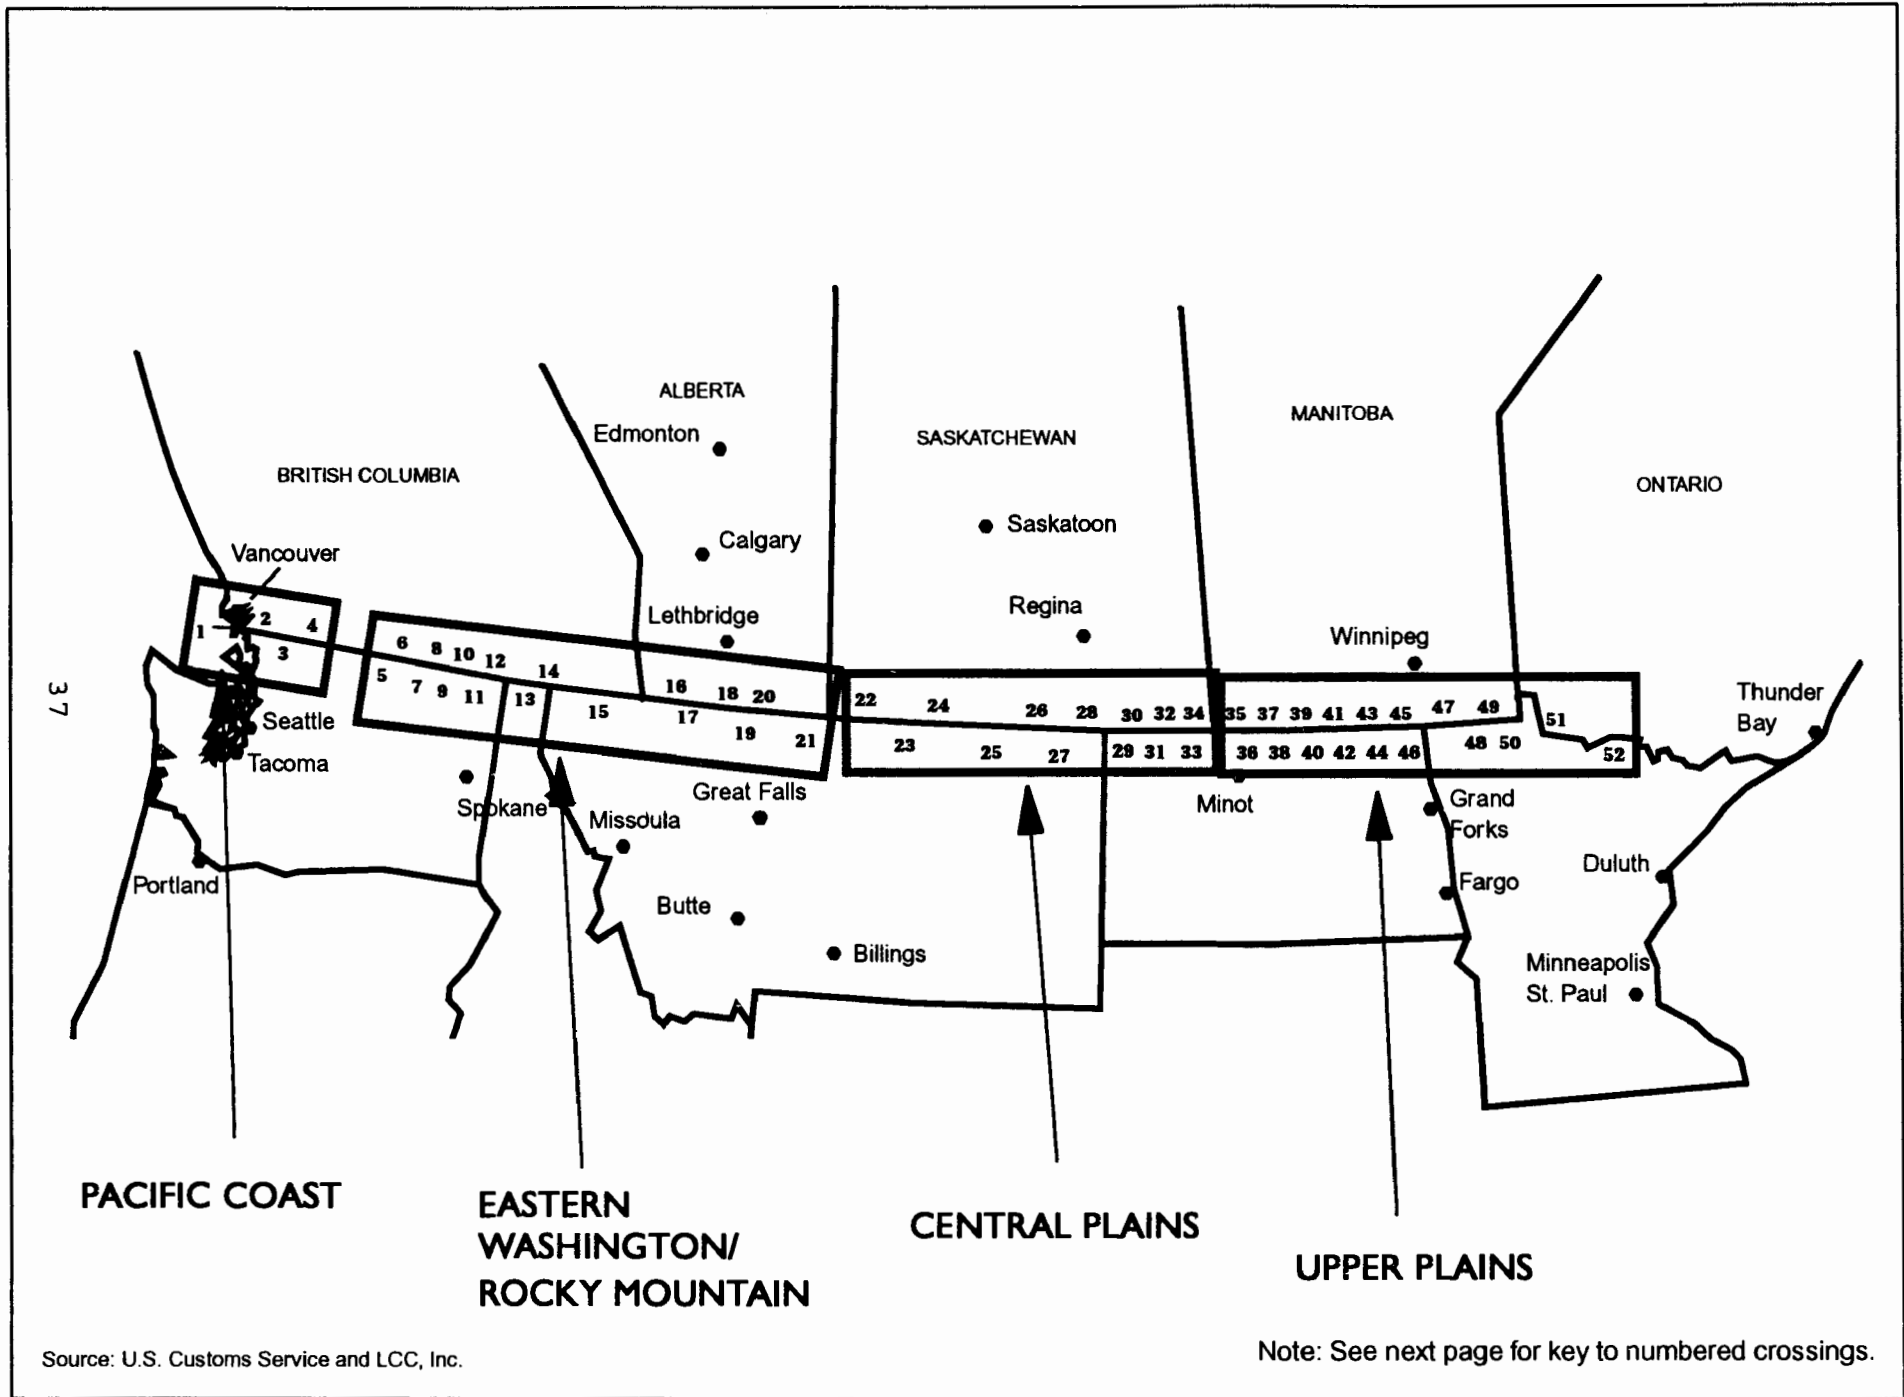 ALBERTA
Edmonton
MANITOBA
SASKATCHEWAN
BRITISH COLUMBIA
ONTARIO
Saskatoon
Calgary
Vancouver
Lethbridge
Regina
Winnipeg
1 2 4
3
6 8 10 12 14
5 7 9 11 13 15
16 18 20
17 19 21
22 24 26 28 30 32 34
23 25 27 29 31 33
35 37 39 41 43 45 47 49 51
36 38 40 42 44 46 48 50 52
37
Thunder
Bay
Seattle
Tacoma
Spokane
Great Falls
Missoula
Minot
Grand
Forks
Duluth
Portland
Fargo
Butte
Billings
Minneapolis
St. Paul
PACIFIC COAST
EASTERN
WASHINGTON/
ROCKY MOUNTAIN
CENTRAL PLAINS
UPPER PLAINS
Source: U.S. Customs Service and LCC, Inc.
Note: See next page for key to numbered crossings.